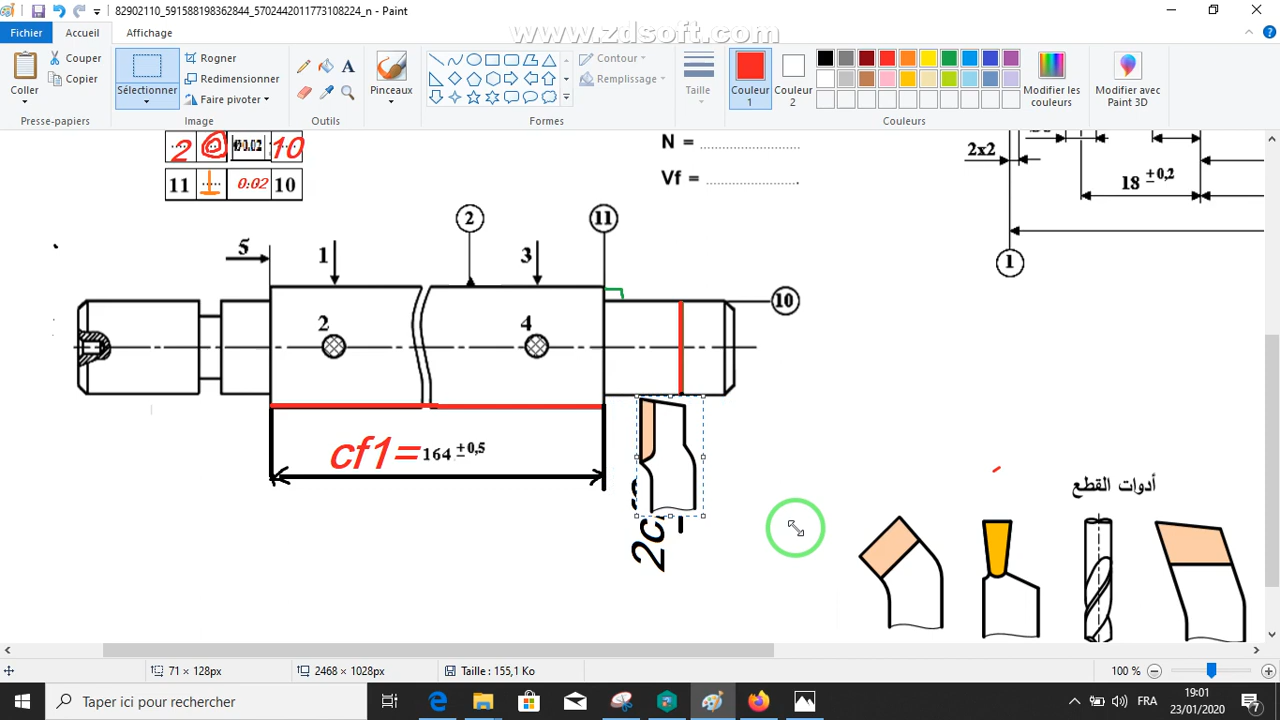 82902110_591588198362844_5702442011773108224_n - Paint
www.zdsoft.com
Fichier Accueil Affichage
Coller
Couper
Copier
Presse-papiers
Sélectionner
Rogner
Redimensionner
Faire pivoter
Image
Outils
Pinceaux
Contour
Remplissage
Formes
Taille
Couleur 1
Couleur 2
Modifier les couleurs
Couleurs
Modifier avec Paint 3D
2 10
11 1 0:02 10
N = ....................
Vf = ..................
2x2
18 ±0,2
1
5 1 2 3 11
2 4 10
cf1= 164 ±0,5
أدوات القطع
100 %
71 × 128px
2468 × 1028px
Taille : 155,1 Ko
Taper ici pour rechercher
FRA
19:01
23/01/2020
7